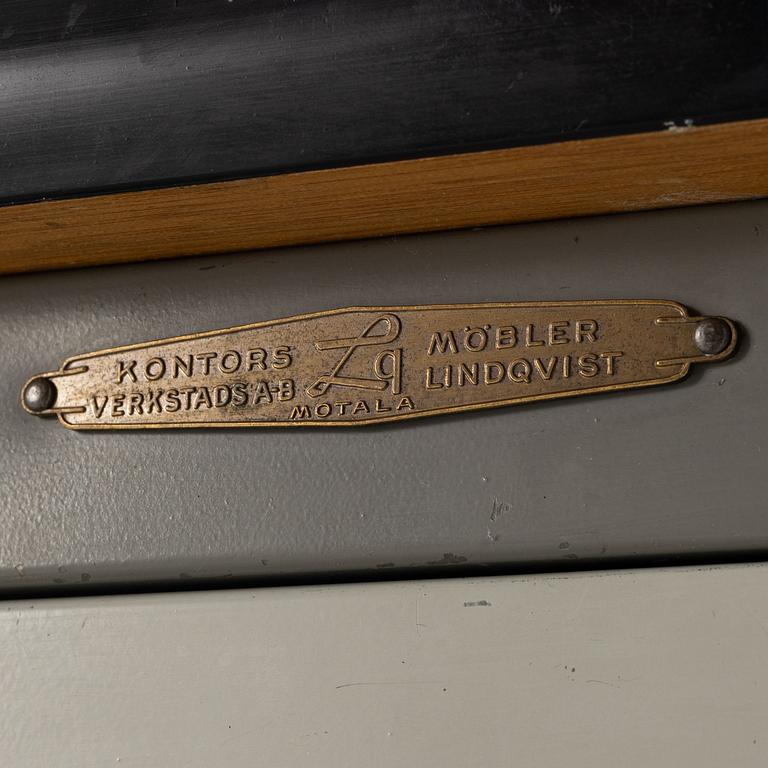 KONTORS Lq MÖBLER
VERKSTADS A-B LINDQVIST
MOTALA